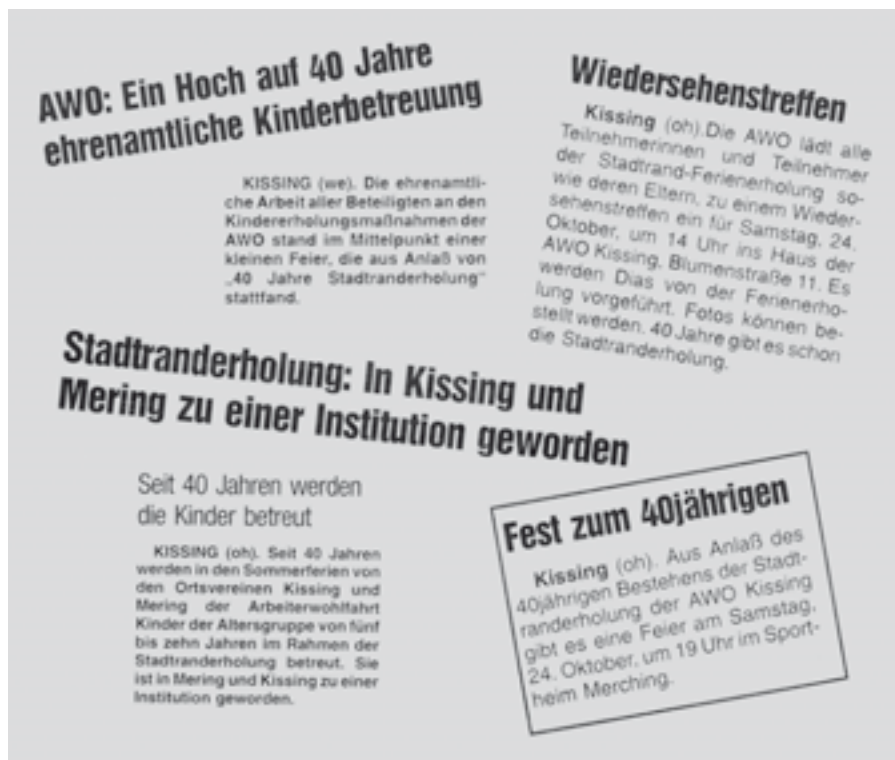 AWO: Ein Hoch auf 40 Jahre
ehrenamtliche Kinderbetreuung
KISSING (we). Die ehrenamtli-
che Arbeit aller Beteiligten an den
Kindererholungsmaßnahmen der
AWO stand im Mittelpunkt einer
kleinen Feier, die aus Anlaß von
„40 Jahre Stadtranderholung“
stattfand.
Wiedersehenstreffen
Kissing (oh).Die AWO lädt alle
Teilnehmerinnen und Teilnehmer
der Stadtrand-Ferienerholung so-
wie deren Eltern, zu einem Wieder-
sehenstreffen ein für Samstag, 24.
Oktober, um 14 Uhr ins Haus der
AWO Kissing, Blumenstraße 11. Es
werden Dias von der Ferienerho-
lung vorgeführt. Fotos können be-
stellt werden. 40 Jahre gibt es schon
die Stadtranderholung.
Stadtranderholung: In Kissing und
Mering zu einer Institution geworden
Seit 40 Jahren werden
die Kinder betreut
KISSING (oh). Seit 40 Jahren
werden in den Sommerferien von
den Ortsvereinen Kissing und
Mering der Arbeiterwohlfahrt
Kinder der Altersgruppe von fünf
bis zehn Jahren im Rahmen der
Stadtranderholung betreut. Sie
ist in Mering und Kissing zu einer
Institution geworden.
Fest zum 40jährigen
Kissing (oh). Aus Anlaß des
40jährigen Bestehens der Stadt-
randerholung der AWO Kissing
gibt es eine Feier am Samstag,
24. Oktober, um 19 Uhr im Sport-
heim Merching.